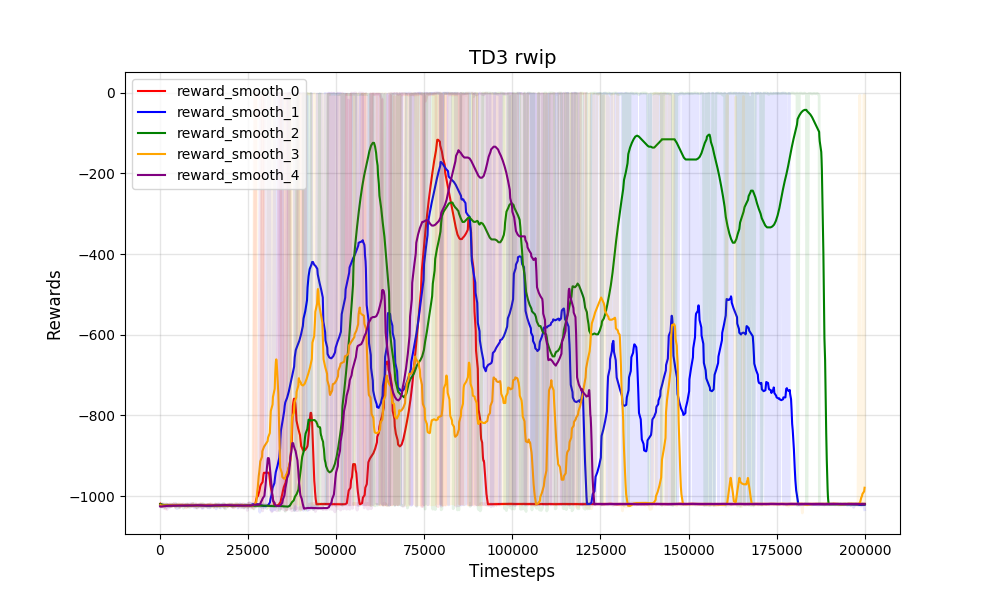 TD3 rwip
reward_smooth_0
reward_smooth_1
reward_smooth_2
reward_smooth_3
reward_smooth_4
Rewards
0
−200
−400
−600
−800
−1000
0 25000 50000 75000 100000 125000 150000 175000 200000
Timesteps